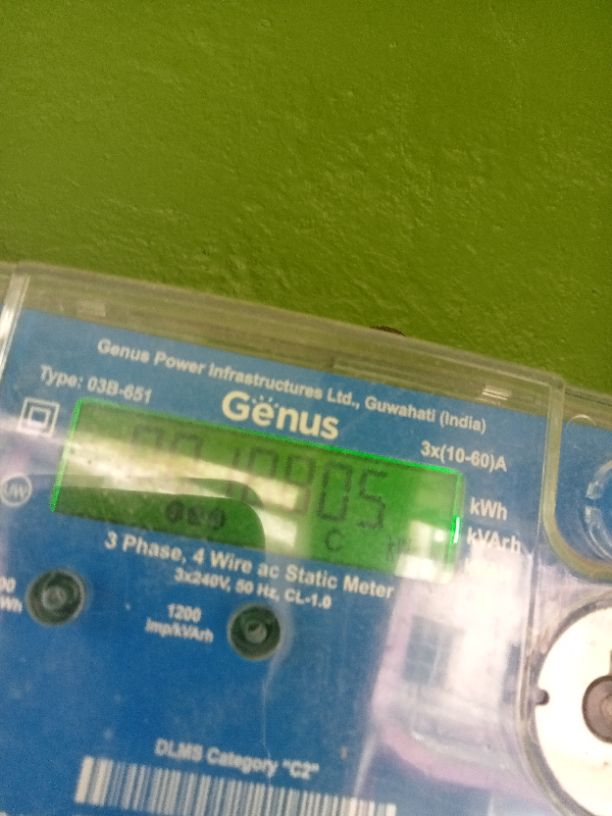 Genus Power Infrastructures Ltd., Guwahati (India)
Type: 03B-651
Genus
3x(10-60)A
kWh
kVArh
C
3 Phase, 4 Wire ac Static Meter
3x240V, 50 Hz, CL-1.0
1200
Imp/kVArh
DLMS Category "C2"